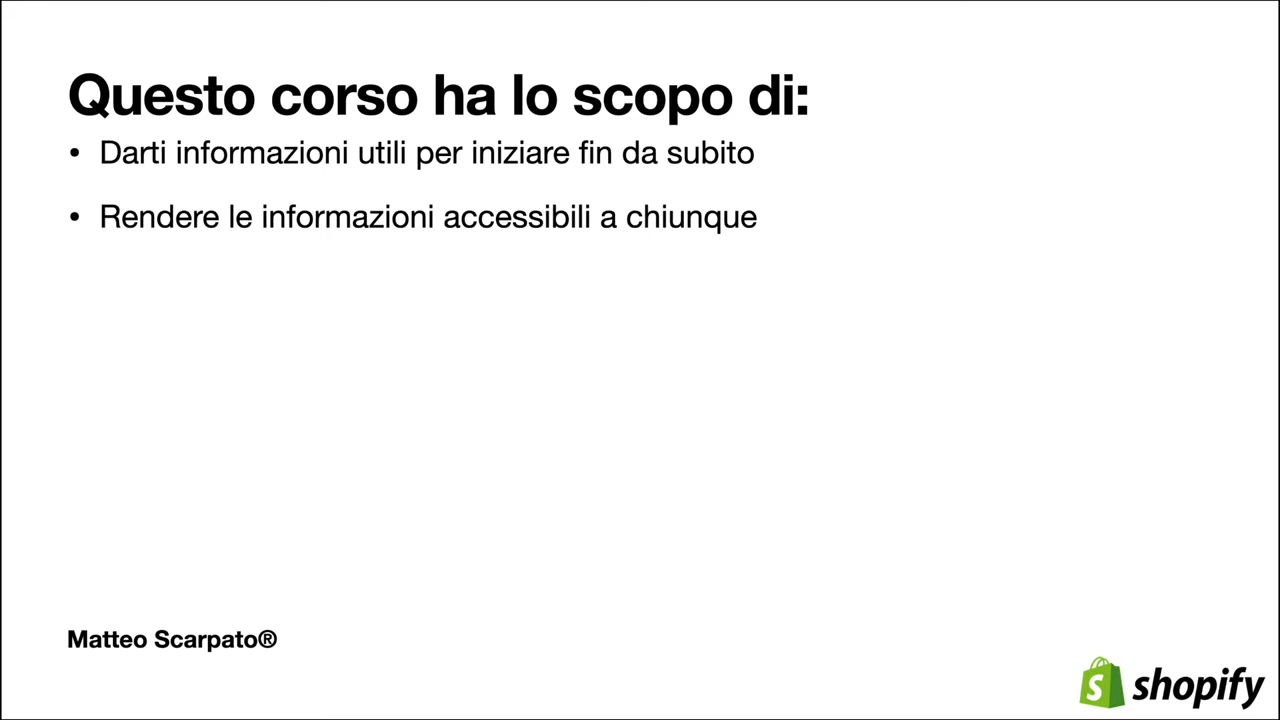 Questo corso ha lo scopo di:
• Darti informazioni utili per iniziare fin da subito
• Rendere le informazioni accessibili a chiunque
Matteo Scarpato®
shopify